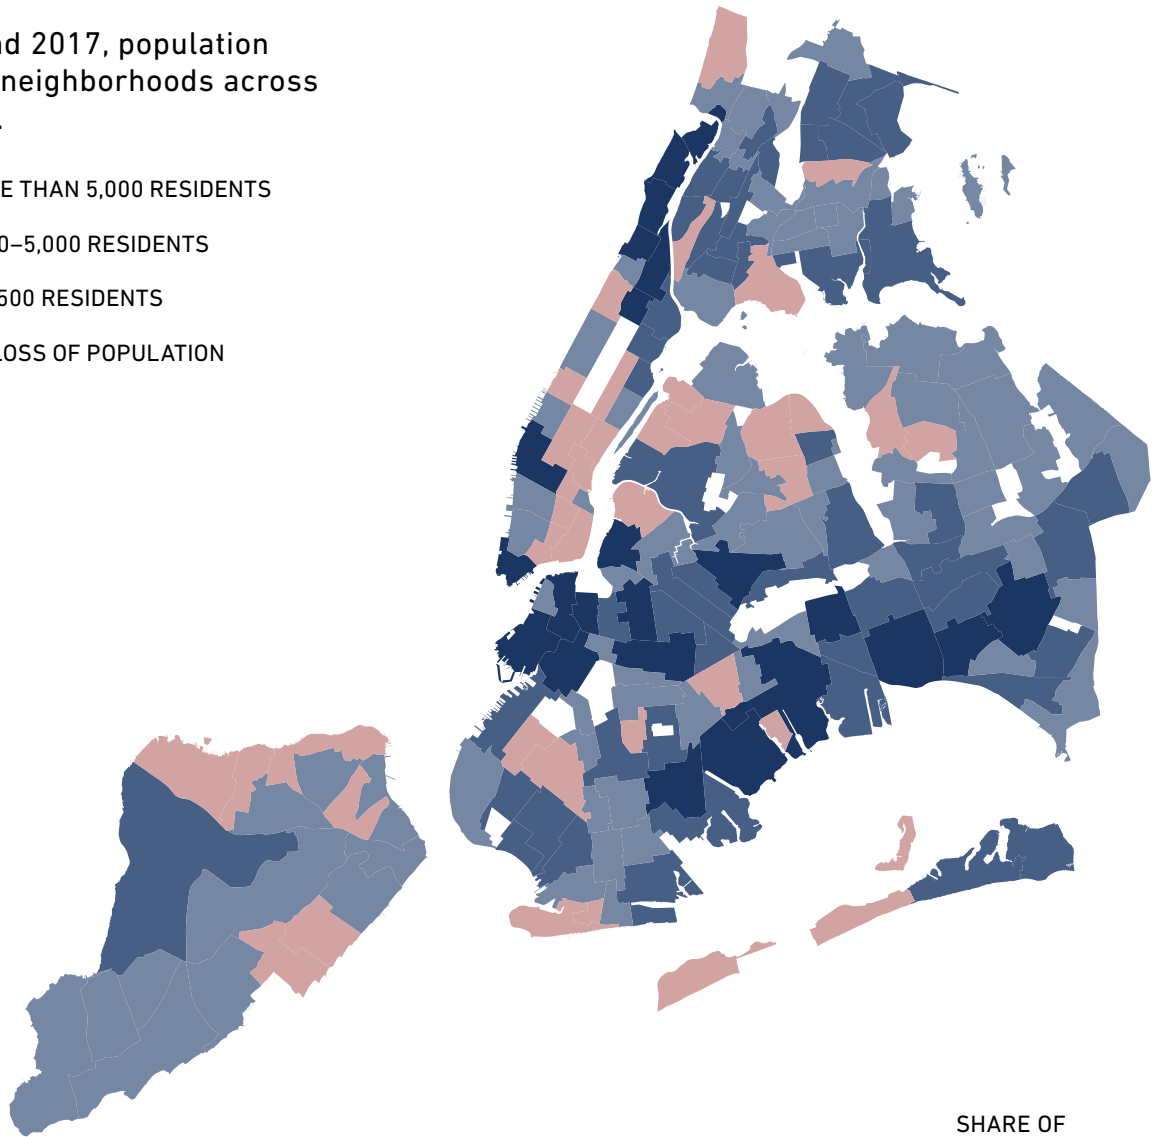 d 2017, population
neighborhoods across
.
E THAN 5,000 RESIDENTS
0–5,000 RESIDENTS
500 RESIDENTS
LOSS OF POPULATION
SHARE OF